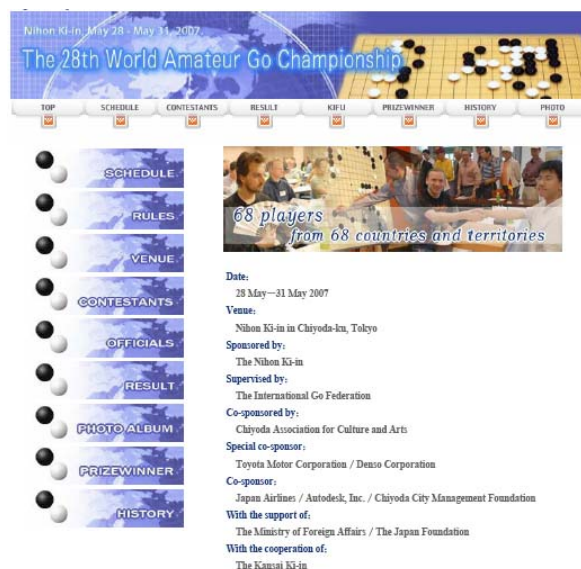 Nihon Ki-in, May 28 - May 31, 2007
The 28th World Amateur Go Championship
TOP SCHEDULE CONTESTANTS RESULT KIFU PRIZEWINNER HISTORY PHOTO
SCHEDULE
RULES
VENUE
CONTESTANTS
OFFICIALS
RESULT
PHOTO ALBUM
PRIZEWINNER
HISTORY
68 players
from 68 countries and territories
Date:
28 May—31 May 2007
Venue:
Nihon Ki-in in Chiyoda-ku, Tokyo
Sponsored by:
The Nihon Ki-in
Supervised by:
The International Go Federation
Co-sponsored by:
Chiyoda Association for Culture and Arts
Special co-sponsor:
Toyota Motor Corporation / Denso Corporation
Co-sponsor:
Japan Airlines / Autodesk, Inc. / Chiyoda City Management Foundation
With the support of:
The Ministry of Foreign Affairs / The Japan Foundation
With the cooperation of:
The Kansai Ki-in